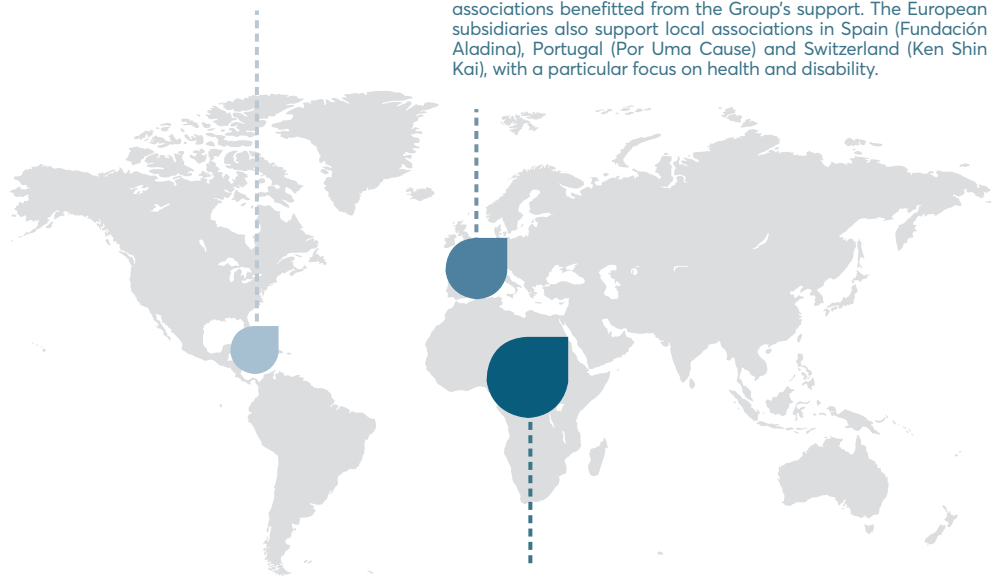 associations benefitted from the Group's support. The European
subsidiaries also support local associations in Spain (Fundación
Aladina), Portugal (Por Uma Cause) and Switzerland (Ken Shin
Kai), with a particular focus on health and disability.